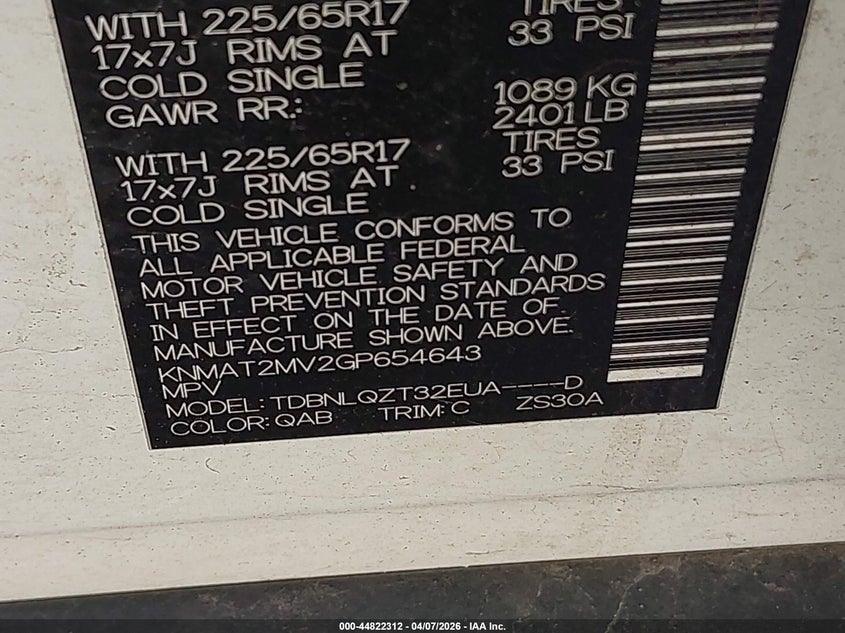 TIRES
WITH 225/65R17 33 PSI
17x7J RIMS AT
COLD SINGLE 1089 KG
GAWR RR.: 2401 LB
TIRES
WITH 225/65R17 33 PSI
17x7J RIMS AT
COLD SINGLE
THIS VEHICLE CONFORMS TO
ALL APPLICABLE FEDERAL
MOTOR VEHICLE SAFETY AND
THEFT PREVENTION STANDARDS
IN EFFECT ON THE DATE OF
MANUFACTURE SHOWN ABOVE.
KNMAT2MV2GP654643
MPV
MODEL: TDBNLQZT32EUA----D
COLOR: QAB TRIM: C ZS30A
000-44822312 - 04/07/2026 - IAA Inc.